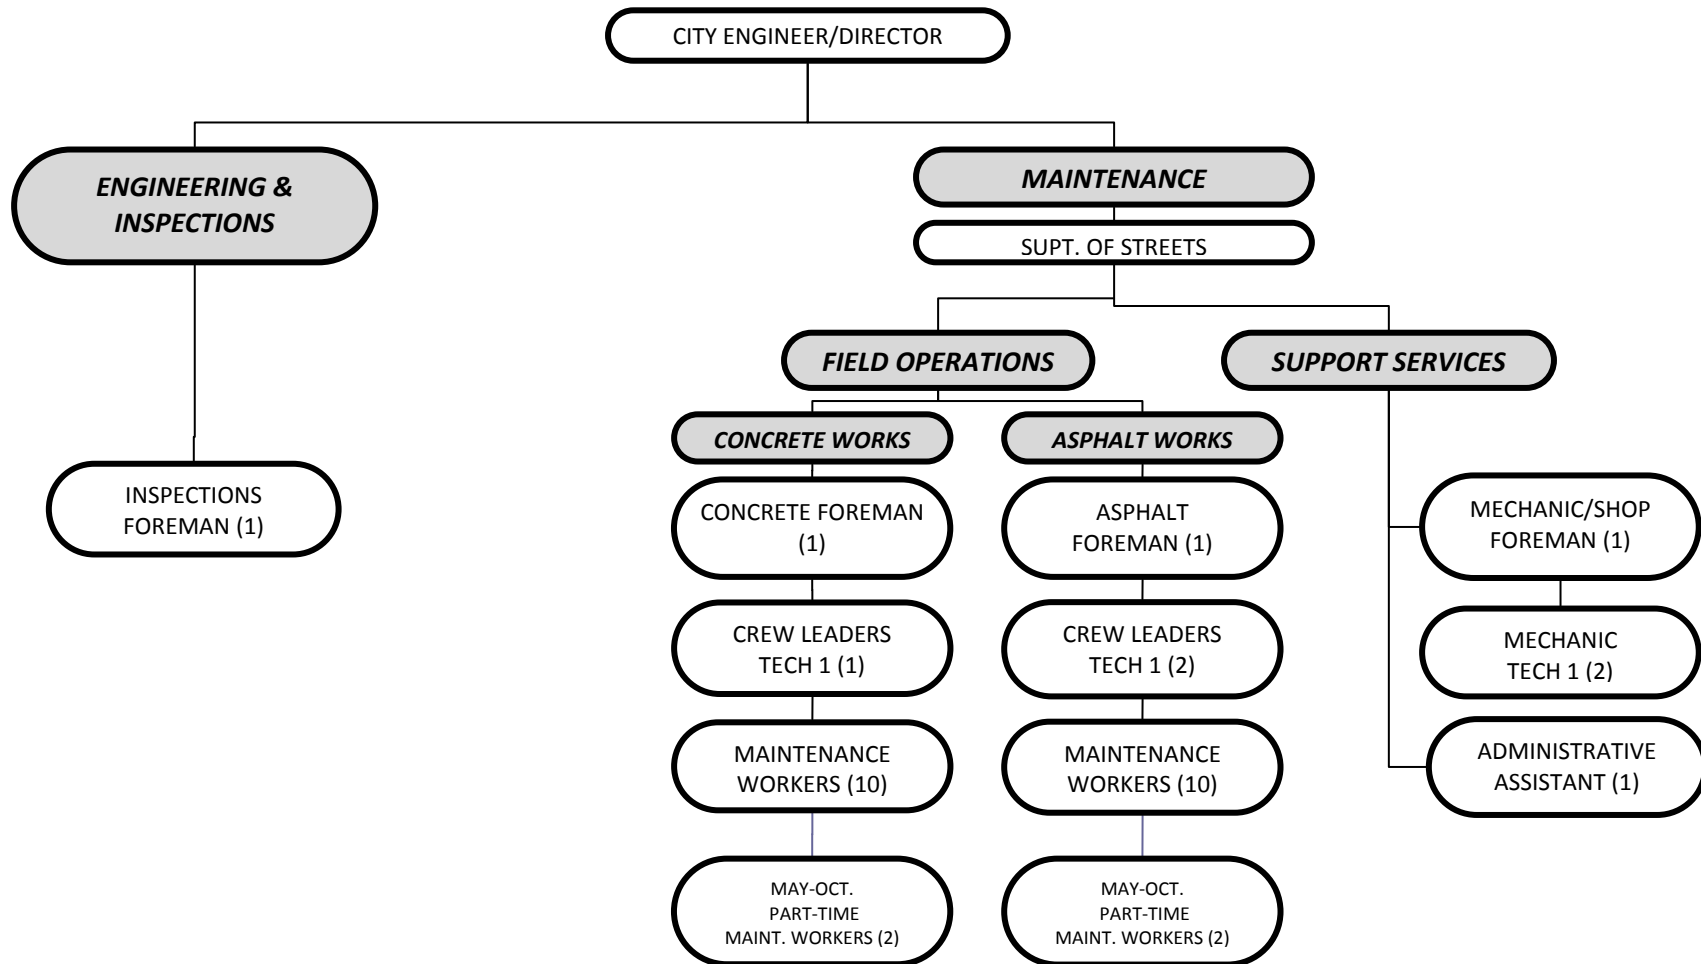 CITY ENGINEER/DIRECTOR
ENGINEERING &
INSPECTIONS
MAINTENANCE
SUPT. OF STREETS
FIELD OPERATIONS
SUPPORT SERVICES
CONCRETE WORKS
ASPHALT WORKS
INSPECTIONS
FOREMAN (1)
CONCRETE FOREMAN
(1)
ASPHALT
FOREMAN (1)
MECHANIC/SHOP
FOREMAN (1)
CREW LEADERS
TECH 1 (1)
CREW LEADERS
TECH 1 (2)
MECHANIC
TECH 1 (2)
MAINTENANCE
WORKERS (10)
MAINTENANCE
WORKERS (10)
ADMINISTRATIVE
ASSISTANT (1)
MAY-OCT.
PART-TIME
MAINT. WORKERS (2)
MAY-OCT.
PART-TIME
MAINT. WORKERS (2)